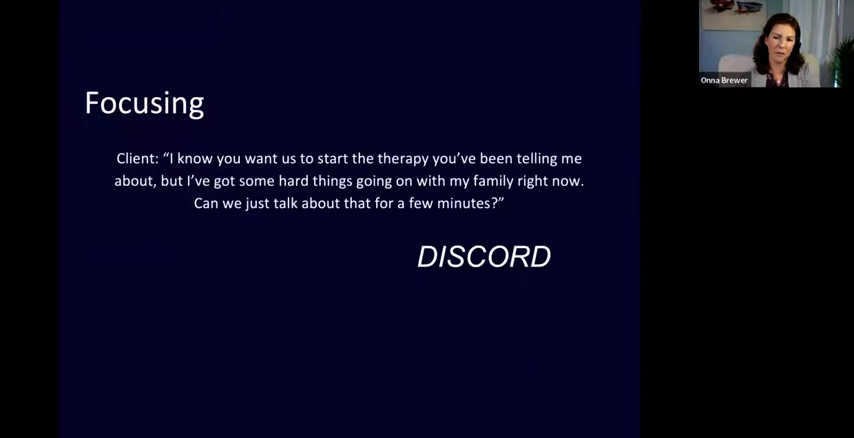 Focusing
Client: “I know you want us to start the therapy you’ve been telling me
about, but I’ve got some hard things going on with my family right now.
Can we just talk about that for a few minutes?”
DISCORD
Onna Brewer